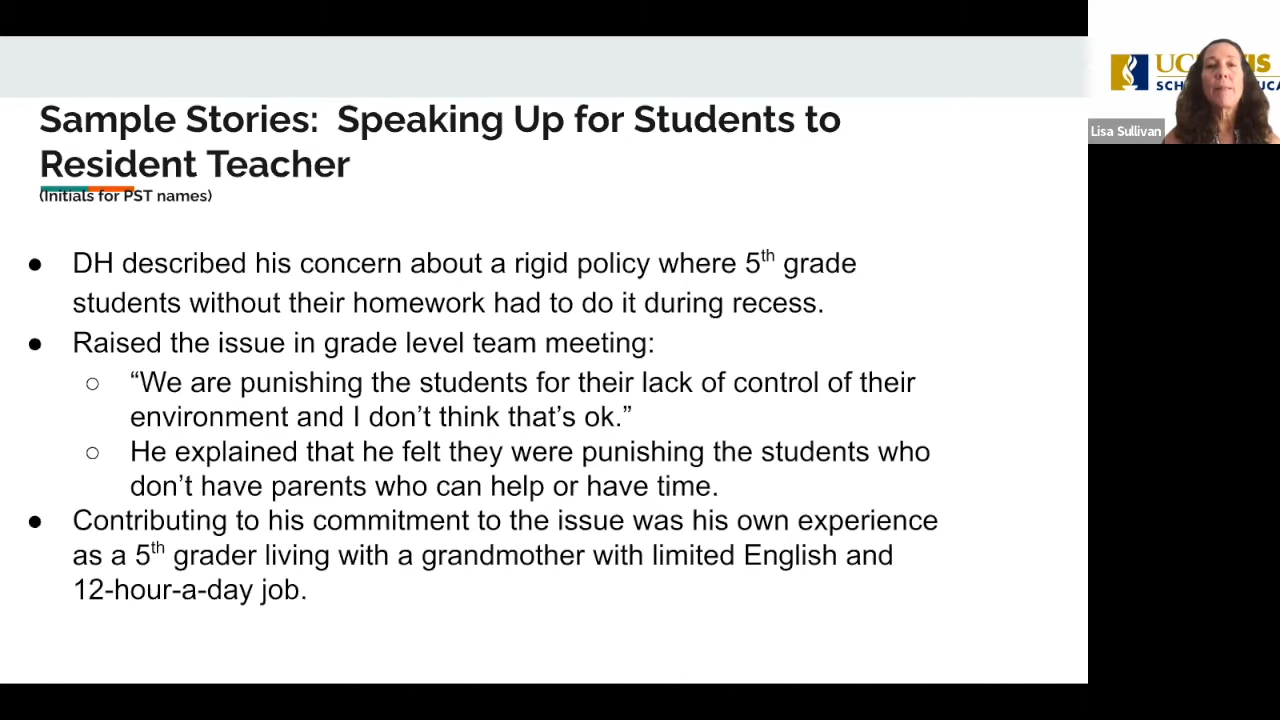 Sample Stories:  Speaking Up for Students to
Resident Teacher
(Initials for PST names)
● DH described his concern about a rigid policy where 5th grade
students without their homework had to do it during recess.
● Raised the issue in grade level team meeting:
○ “We are punishing the students for their lack of control of their
environment and I don’t think that’s ok.”
○ He explained that he felt they were punishing the students who
don’t have parents who can help or have time.
● Contributing to his commitment to the issue was his own experience
as a 5th grader living with a grandmother with limited English and
12-hour-a-day job.
Lisa Sullivan